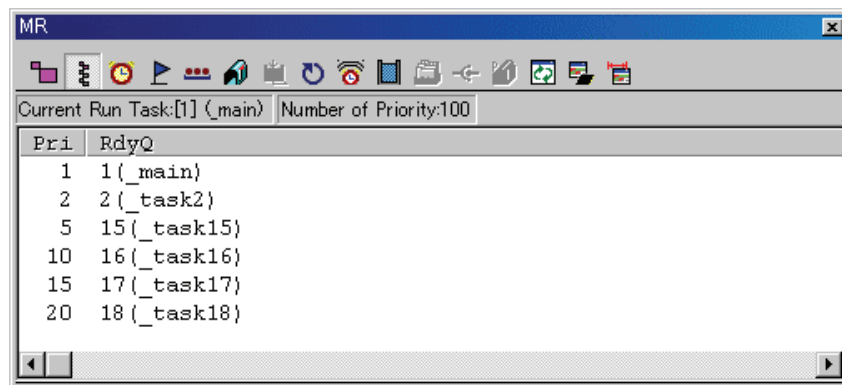 MR
Current Run Task:[1] (_main) Number of Priority:100
Pri RdyQ
1 1(_main)
2 2(_task2)
5 15(_task15)
10 16(_task16)
15 17(_task17)
20 18(_task18)